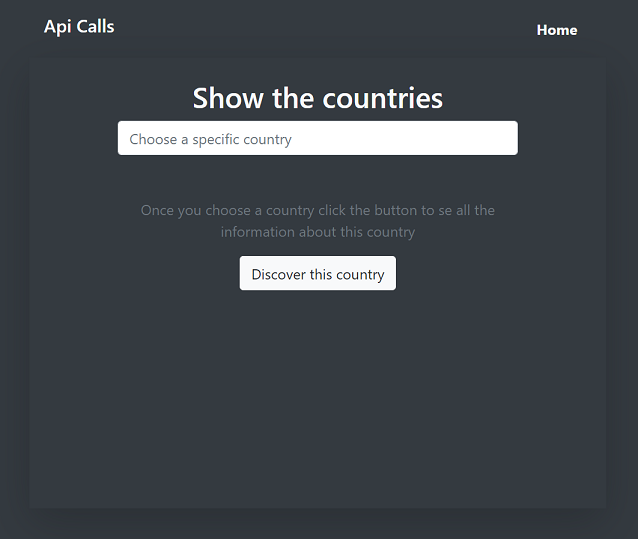 Api Calls
Home
Show the countries
Choose a specific country
Once you choose a country click the button to se all the
information about this country
Discover this country